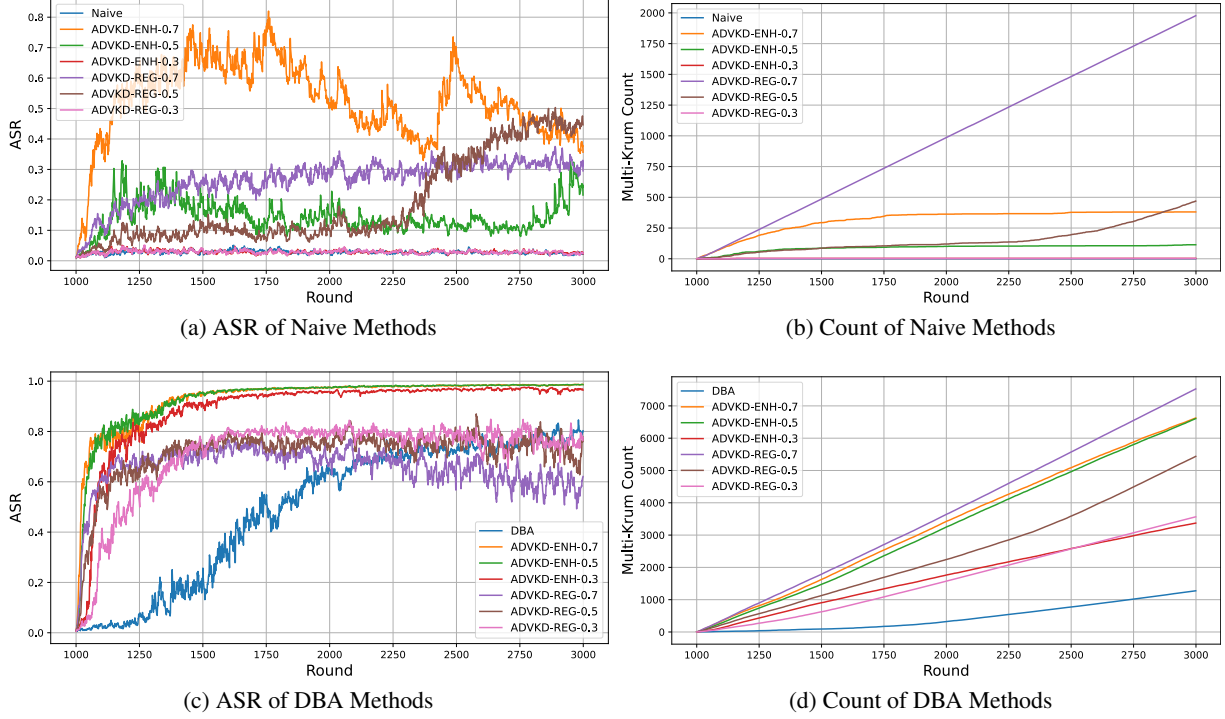 Naive
ADVKD-ENH-0.7
ADVKD-ENH-0.5
ADVKD-ENH-0.3
ADVKD-REG-0.7
ADVKD-REG-0.5
ADVKD-REG-0.3
0.8
0.7
0.6
0.5
0.4
0.3
0.2
0.1
0.0
ASR
1000 1250 1500 1750 2000 2250 2500 2750 3000
Round
(a) ASR of Naive Methods
Naive
ADVKD-ENH-0.7
ADVKD-ENH-0.5
ADVKD-ENH-0.3
ADVKD-REG-0.7
ADVKD-REG-0.5
ADVKD-REG-0.3
2000
1750
1500
1250
1000
750
500
250
0
Multi-Krum Count
1000 1250 1500 1750 2000 2250 2500 2750 3000
Round
(b) Count of Naive Methods
1.0
0.8
0.6
0.4
0.2
0.0
ASR
DBA
ADVKD-ENH-0.7
ADVKD-ENH-0.5
ADVKD-ENH-0.3
ADVKD-REG-0.7
ADVKD-REG-0.5
ADVKD-REG-0.3
1000 1250 1500 1750 2000 2250 2500 2750 3000
Round
(c) ASR of DBA Methods
DBA
ADVKD-ENH-0.7
ADVKD-ENH-0.5
ADVKD-ENH-0.3
ADVKD-REG-0.7
ADVKD-REG-0.5
ADVKD-REG-0.3
7000
6000
5000
4000
3000
2000
1000
0
Multi-Krum Count
1000 1250 1500 1750 2000 2250 2500 2750 3000
Round
(d) Count of DBA Methods